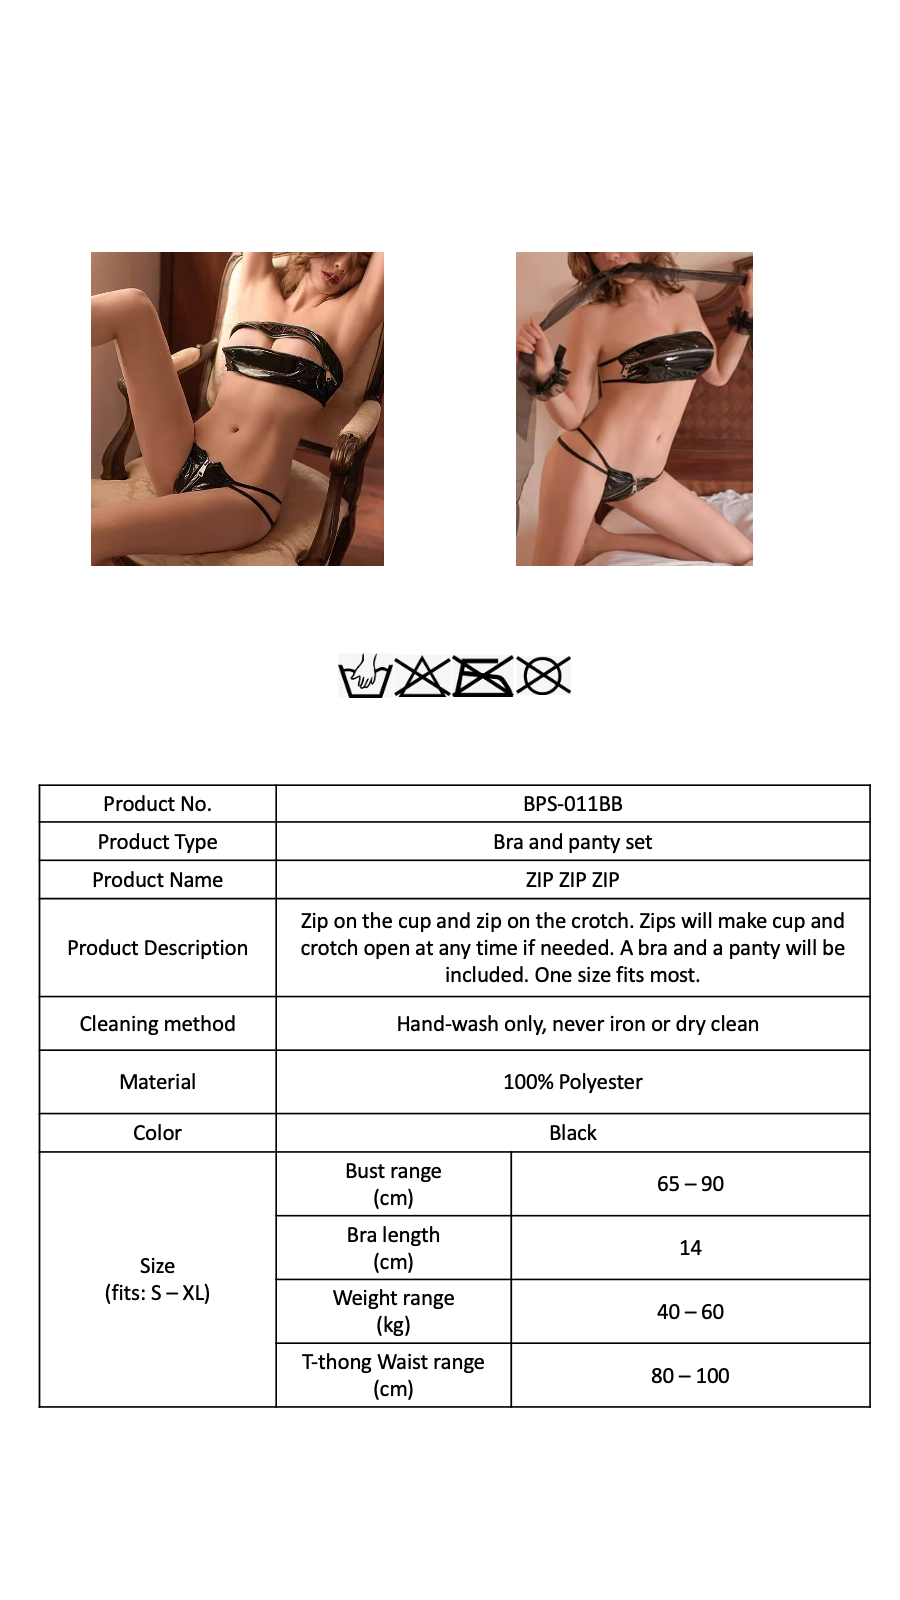 Product No.
BPS-011BB
Product Type
Bra and panty set
Product Name
ZIP ZIP ZIP
Product Description
Zip on the cup and zip on the crotch. Zips will make cup and
crotch open at any time if needed. A bra and a panty will be
included. One size fits most.
Cleaning method
Hand-wash only, never iron or dry clean
Material
100% Polyester
Color
Black
Size
(fits: S – XL)
Bust range
(cm)
65 – 90
Bra length
(cm)
14
Weight range
(kg)
40 – 60
T-thong Waist range
(cm)
80 – 100